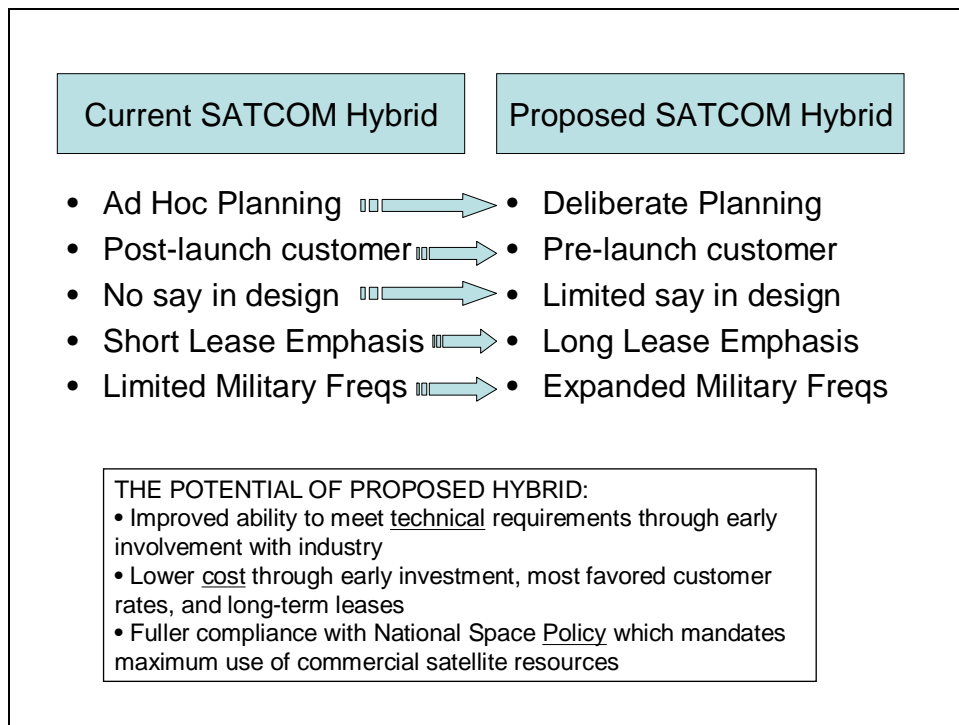 Current SATCOM Hybrid
Proposed SATCOM Hybrid
• Ad Hoc Planning
• Deliberate Planning
• Post-launch customer
• Pre-launch customer
• No say in design
• Limited say in design
• Short Lease Emphasis
• Long Lease Emphasis
• Limited Military Freqs
• Expanded Military Freqs
THE POTENTIAL OF PROPOSED HYBRID:
• Improved ability to meet technical requirements through early
involvement with industry
• Lower cost through early investment, most favored customer
rates, and long-term leases
• Fuller compliance with National Space Policy which mandates
maximum use of commercial satellite resources